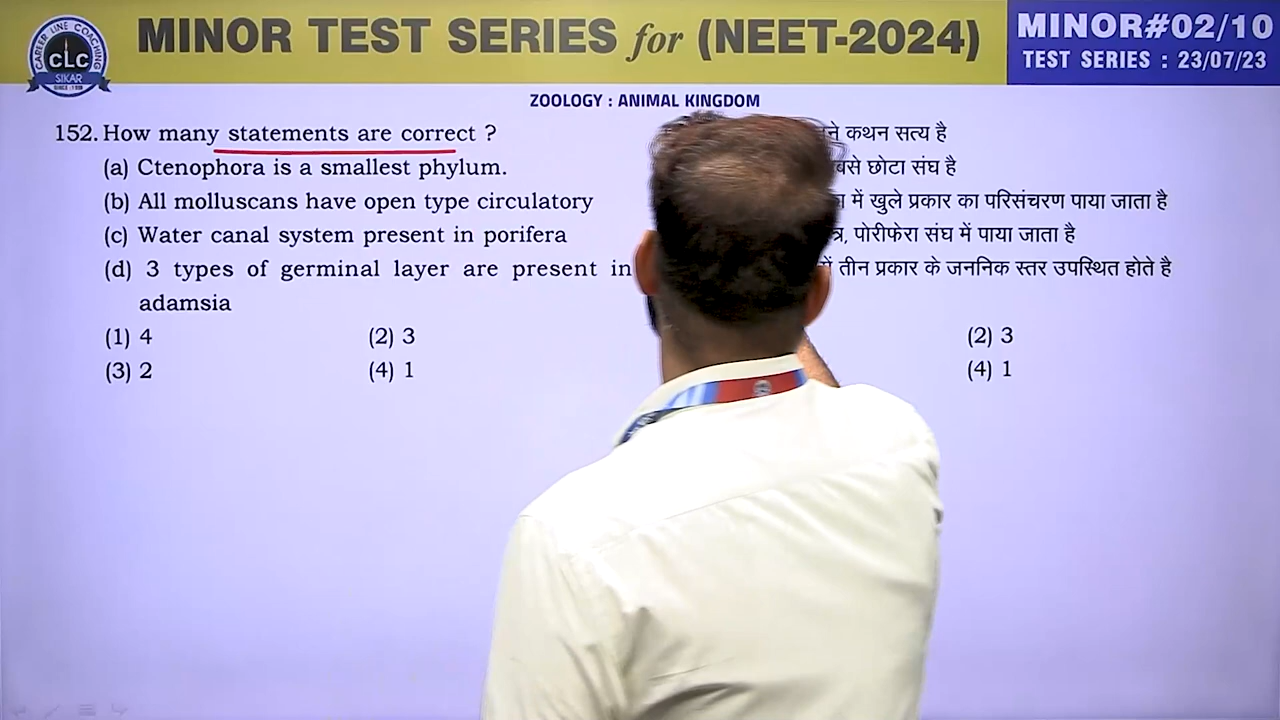 MINOR TEST SERIES for (NEET-2024)
MINOR#02/10
TEST SERIES : 23/07/23
CAREER LINE COACHING
CLC
SIKAR
ZOOLOGY : ANIMAL KINGDOM
152. How many statements are correct ?
(a) Ctenophora is a smallest phylum.
(b) All molluscans have open type circulatory
(c) Water canal system present in porifera
(d) 3 types of germinal layer are present in
adamsia
(1) 4 (2) 3
(3) 2 (4) 1
कथन सत्य है
छोटा संघ है
में खुले प्रकार का परिसंचरण पाया जाता है
पोरीफेरा संघ में पाया जाता है
तीन प्रकार के जननिक स्तर उपस्थित होते है
(2) 3
(4) 1